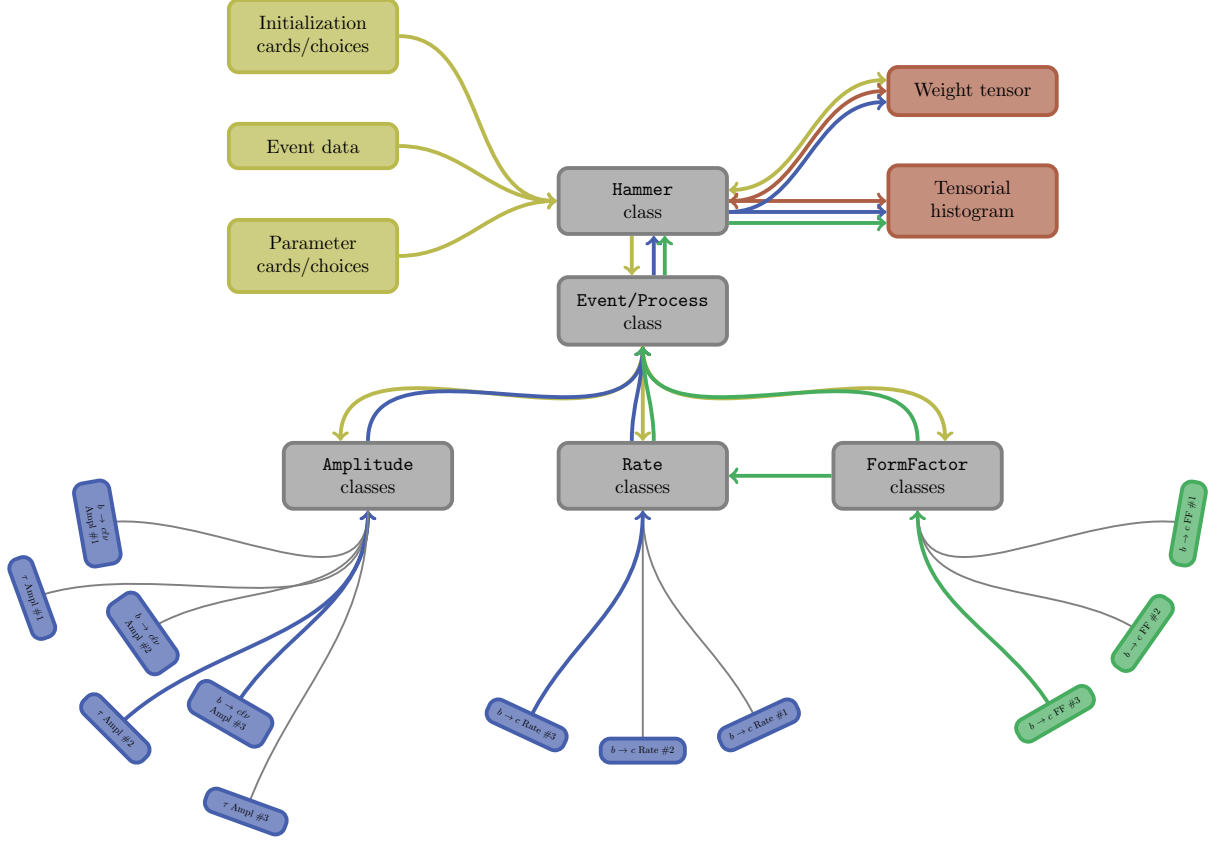 Initialization
cards/choices
Event data
Parameter
cards/choices
Weight tensor
Tensorial
histogram
Hammer
class
Event/Process
class
Amplitude
classes
Rate
classes
FormFactor
classes
b → cℓν
Ampl #1
τ Ampl #1
b → cℓν
Ampl #2
τ Ampl #2
b → cℓν
Ampl #3
τ Ampl #3
b → c Rate #3
b → c Rate #2
b → c Rate #1
b → c FF #1
b → c FF #2
b → c FF #3